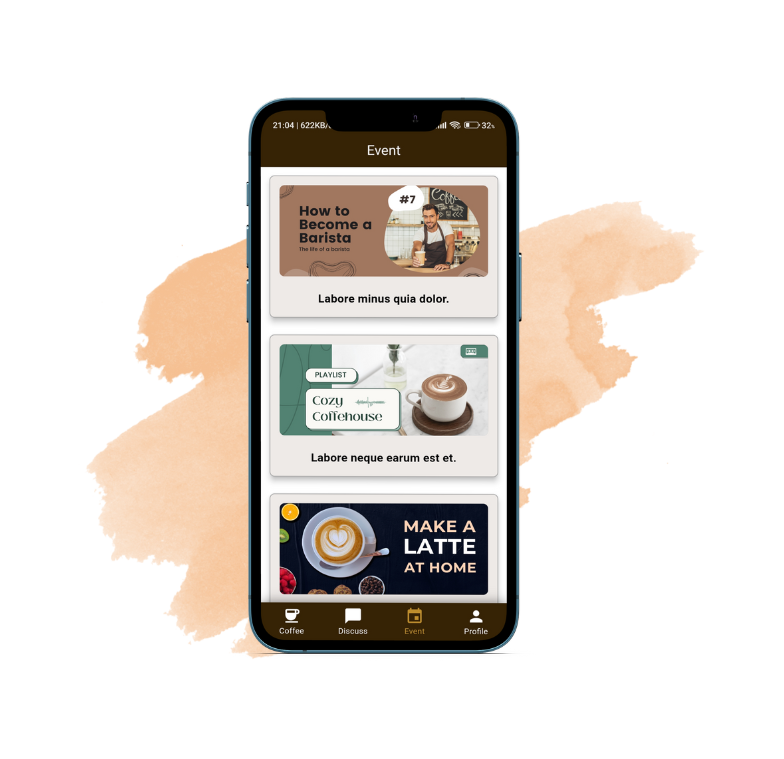 21:04 | 622KB/
32
Event
#7
Coffe
How to
Become a
Barista
The life of a barista
Labore minus quia dolor.
PLAYLIST
Cozy
Coffehouse
Labore neque earum est et.
MAKE A
LATTE
AT HOME
Coffee
Discuss
Event
Profile